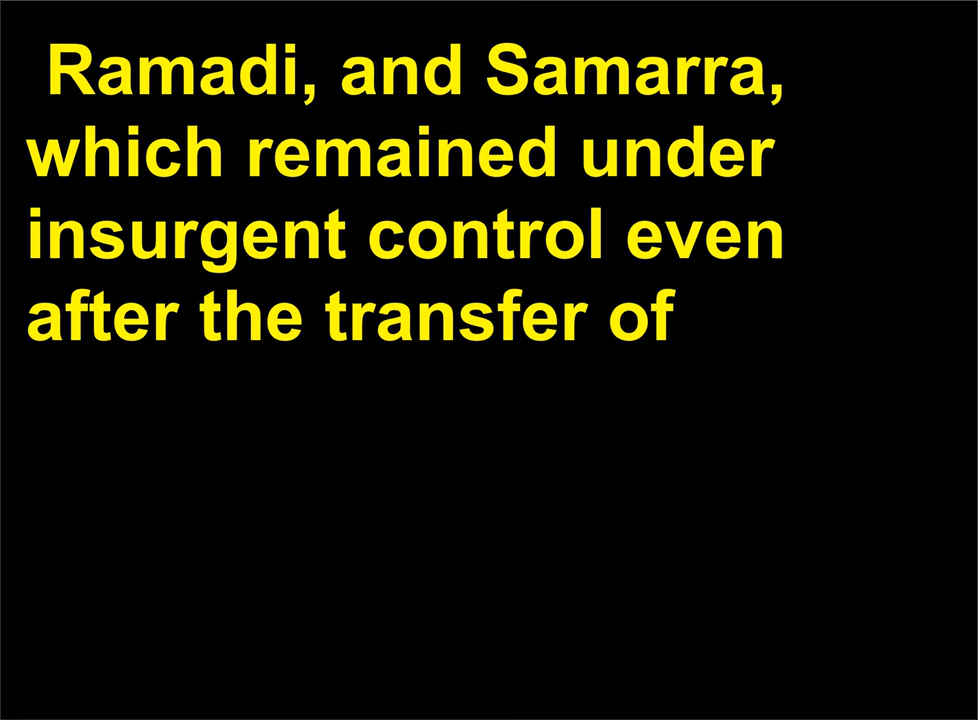 Ramadi, and Samarra,
which remained under
insurgent control even
after the transfer of